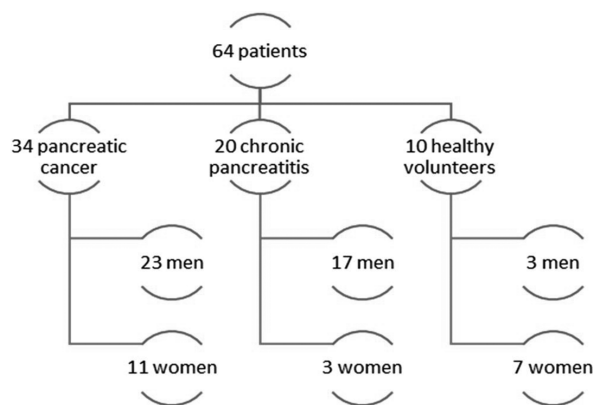 64 patients
34 pancreatic
cancer
20 chronic
pancreatitis
10 healthy
volunteers
23 men
17 men
3 men
11 women
3 women
7 women